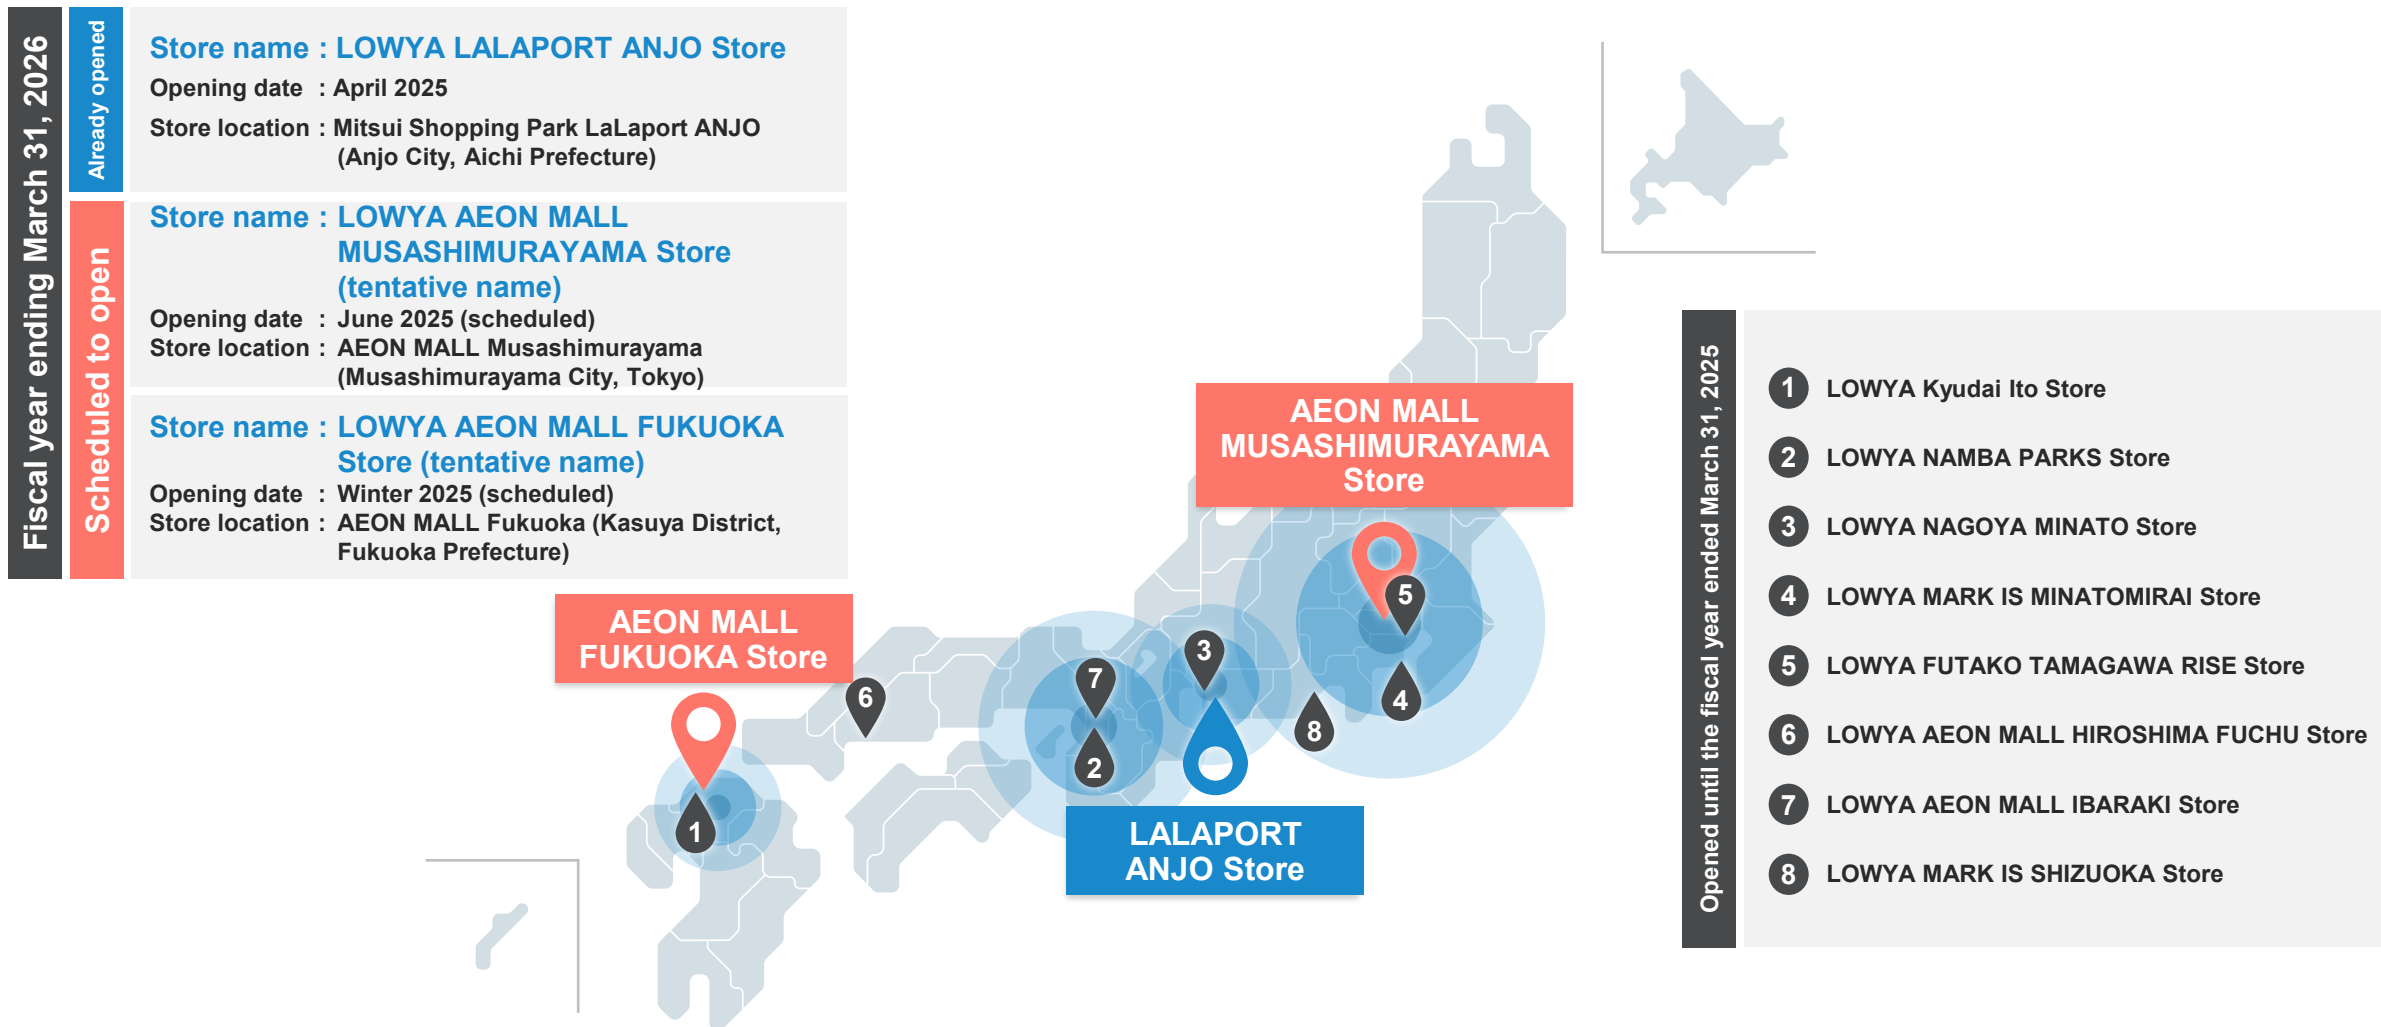 Fiscal year ending March 31, 2026
Already opened
Store name : LOWYA LALAPORT ANJO Store
Opening date : April 2025
Store location : Mitsui Shopping Park LaLaport ANJO
(Anjo City, Aichi Prefecture)
Scheduled to open
Store name : LOWYA AEON MALL
MUSASHIMURAYAMA Store
(tentative name)
Opening date : June 2025 (scheduled)
Store location : AEON MALL Musashimurayama
(Musashimurayama City, Tokyo)
Store name : LOWYA AEON MALL FUKUOKA
Store (tentative name)
Opening date : Winter 2025 (scheduled)
Store location : AEON MALL Fukuoka (Kasuya District,
Fukuoka Prefecture)
AEON MALL
MUSASHIMURAYAMA
Store
AEON MALL
FUKUOKA Store
5
3
7
6
4
8
2
1
LALAPORT
ANJO Store
Opened until the fiscal year ended March 31, 2025
1 LOWYA Kyudai Ito Store
2 LOWYA NAMBA PARKS Store
3 LOWYA NAGOYA MINATO Store
4 LOWYA MARK IS MINATOMIRAI Store
5 LOWYA FUTAKO TAMAGAWA RISE Store
6 LOWYA AEON MALL HIROSHIMA FUCHU Store
7 LOWYA AEON MALL IBARAKI Store
8 LOWYA MARK IS SHIZUOKA Store